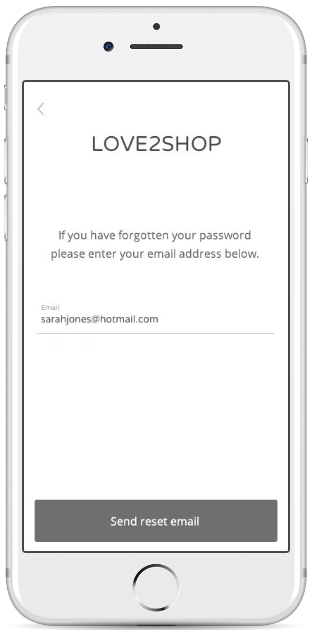 LOVE2SHOP
If you have forgotten your password
please enter your email address below.
Email
sarahjones@hotmail.com
Send reset email